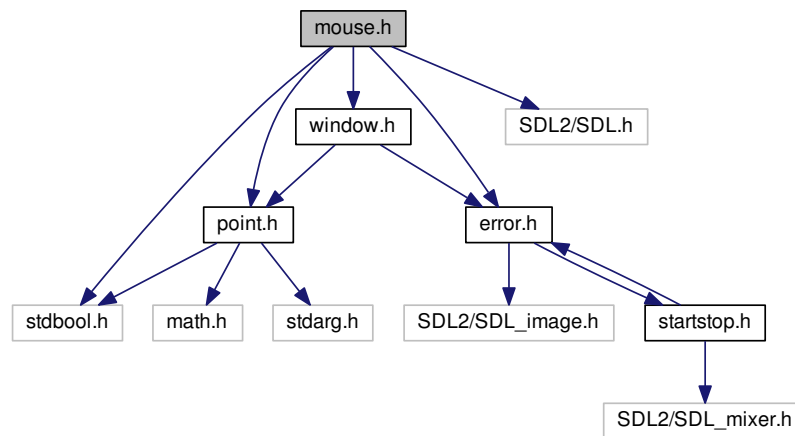 mouse.h
window.h
SDL2/SDL.h
point.h
error.h
stdbool.h
math.h
stdarg.h
SDL2/SDL_image.h
startstop.h
SDL2/SDL_mixer.h